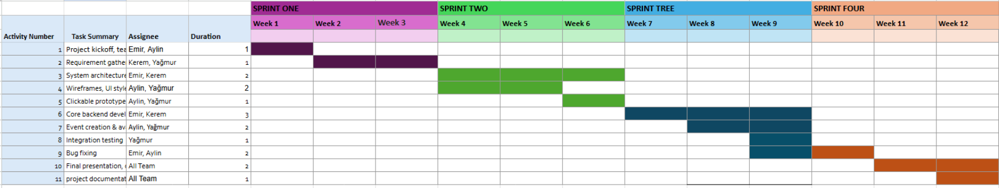 SPRINT ONE SPRINT TWO SPRINT TREE SPRINT FOUR
Week 1 Week 2 Week 3 Week 4 Week 5 Week 6 Week 7 Week 8 Week 9 Week 10 Week 11 Week 12
Activity Number Task Summary Assignee Duration
1 Project kickoff, tea Emir, Aylin 1
2 Requirement gathe Kerem, Yağmur 1
3 System architecture Emir, Kerem 2
4 Wireframes, UI style Aylin, Yağmur 2
5 Clickable prototype Aylin, Yağmur 1
6 Core backend devel Emir, Kerem 3
7 Event creation & av Aylin, Yağmur 2
8 Integration testing Yağmur 1
9 Bug fixing Emir, Aylin 2
10 Final presentation, All Team 2
11 project documentat All Team 1